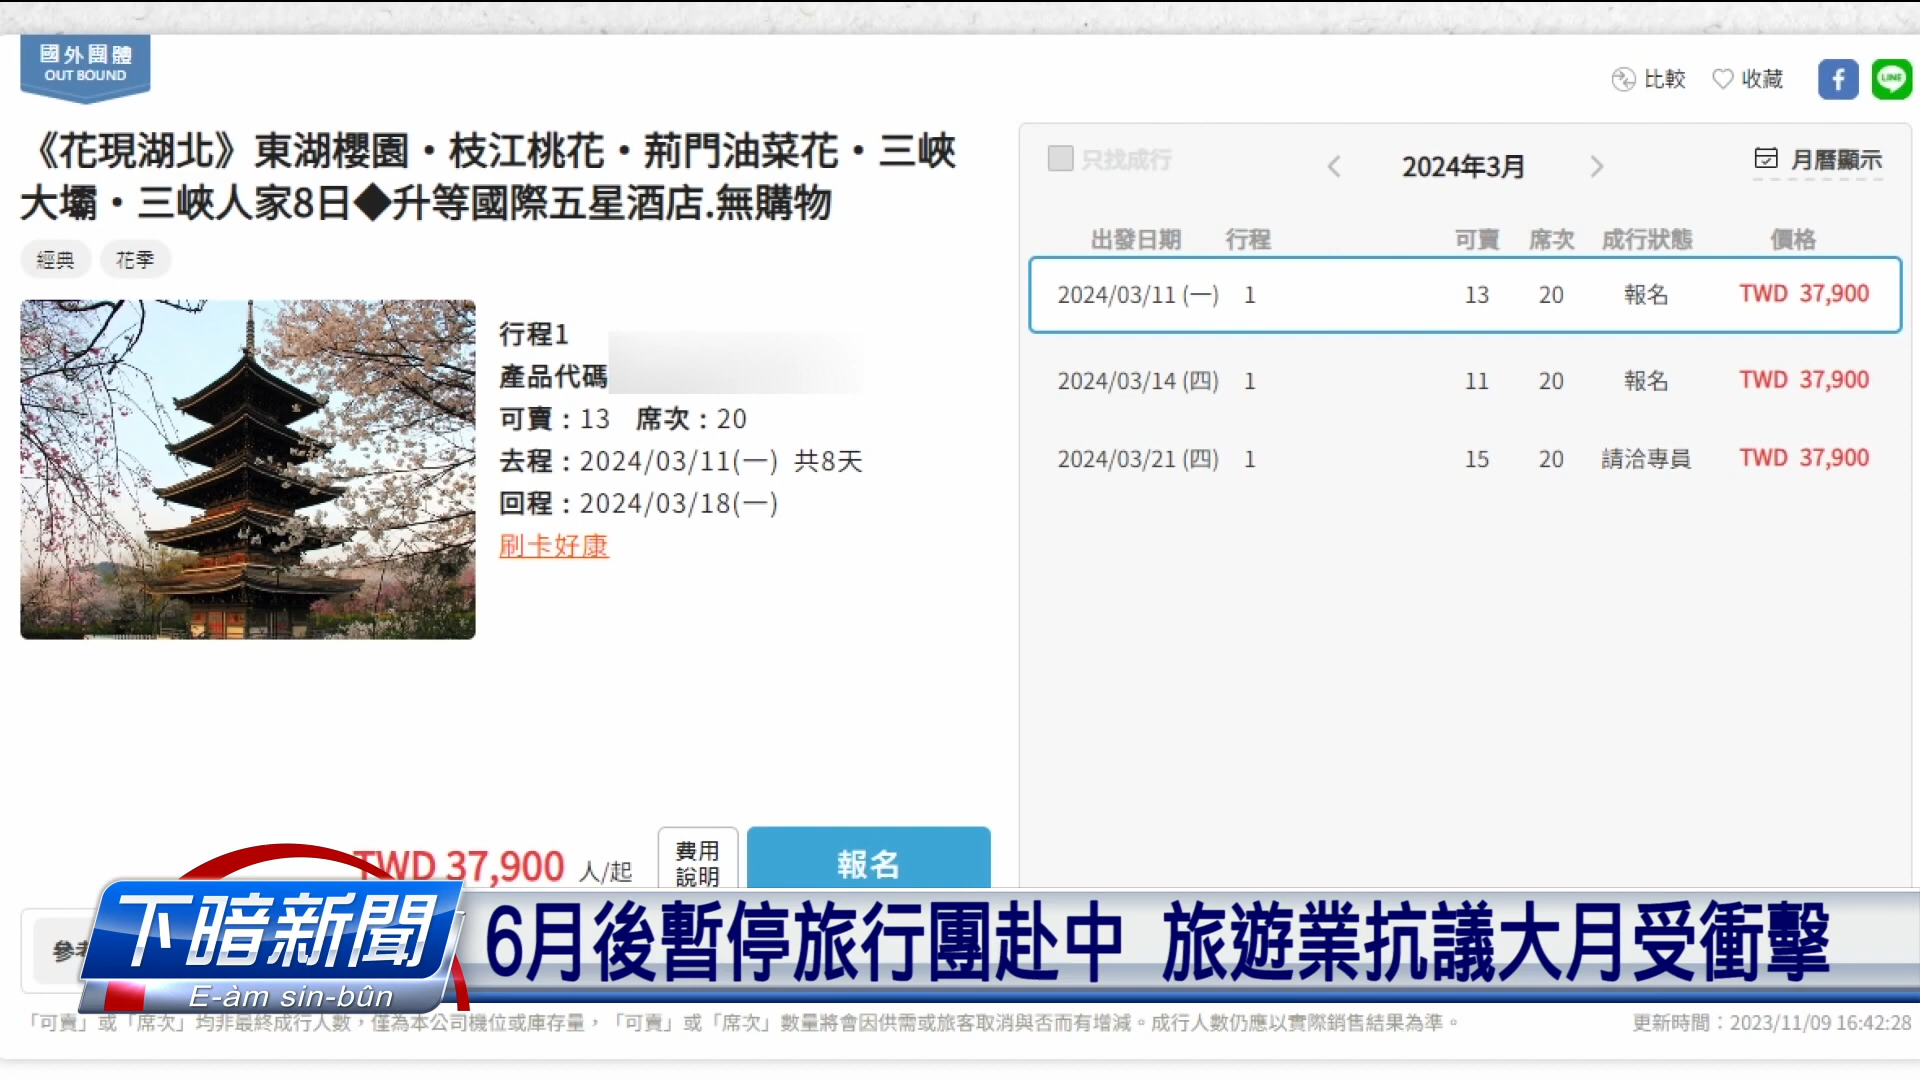 國外團體
OUT BOUND
比較
收藏
LINE
《花現湖北》東湖櫻園・枝江桃花・荊門油菜花・三峽
大壩・三峽人家8日◆升等國際五星酒店.無購物
經典 花季
行程1
產品代碼
可賣：13 席次：20
去程：2024/03/11(一) 共8天
回程：2024/03/18(一)
刷卡好康
只找成行
2024年3月
月曆顯示
出發日期 行程 可賣 席次 成行狀態 價格
2024/03/11 (一) 1 13 20 報名 TWD 37,900
2024/03/14 (四) 1 11 20 報名 TWD 37,900
2024/03/21 (四) 1 15 20 請洽專員 TWD 37,900
TWD 37,900 人/起
費用
說明
報名
下暗新聞
E-àm sin-bûn
6月後暫停旅行團赴中 旅遊業抗議大月受衝擊
「可賣」或「席次」均非最終成行人數，僅為本公司機位或庫存量，「可賣」或「席次」數量將會因供需或旅客取消與否而有增減。成行人數仍應以實際銷售結果為準。
更新時間：2023/11/09 16:42:28